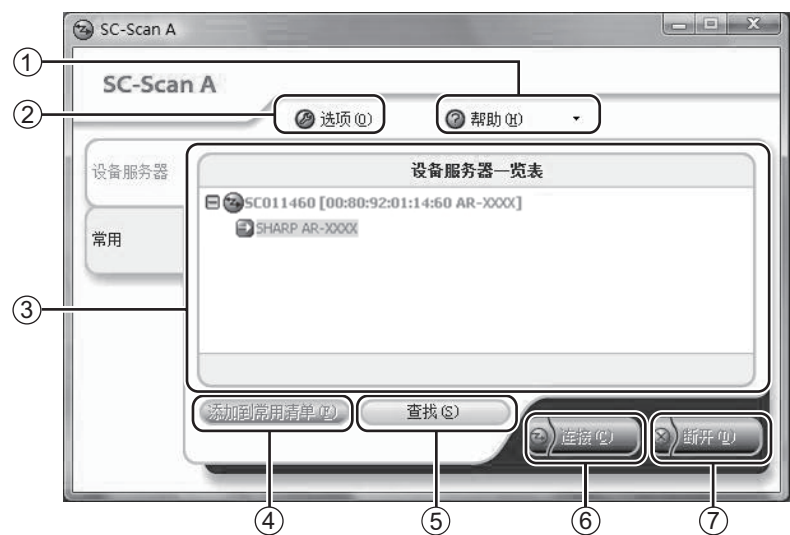 SC-Scan A
①
SC-Scan A
②
选项(O)
帮助(H)
设备服务器
设备服务器一览表
SC011460 [00:80:92:01:14:60 AR-XXXX]
常用
SHARP AR-XXXX
③
添加到常用清单(F)
查找(S)
连接(C)
断开(D)
④
⑤
⑥
⑦